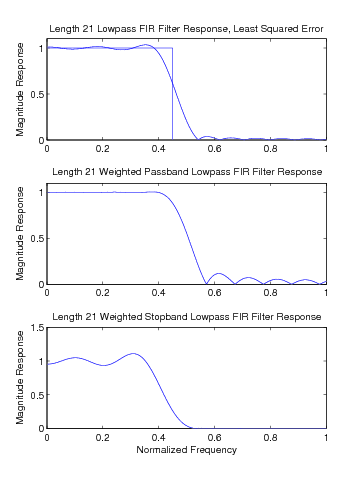 Length 21 Lowpass FIR Filter Response, Least Squared Error
Magnitude Response
1
0.5
0
0 0.2 0.4 0.6 0.8 1
Length 21 Weighted Passband Lowpass FIR Filter Response
Magnitude Response
1
0.5
0
0 0.2 0.4 0.6 0.8 1
Length 21 Weighted Stopband Lowpass FIR Filter Response
Magnitude Response
1.5
1
0.5
0
0 0.2 0.4 0.6 0.8 1
Normalized Frequency